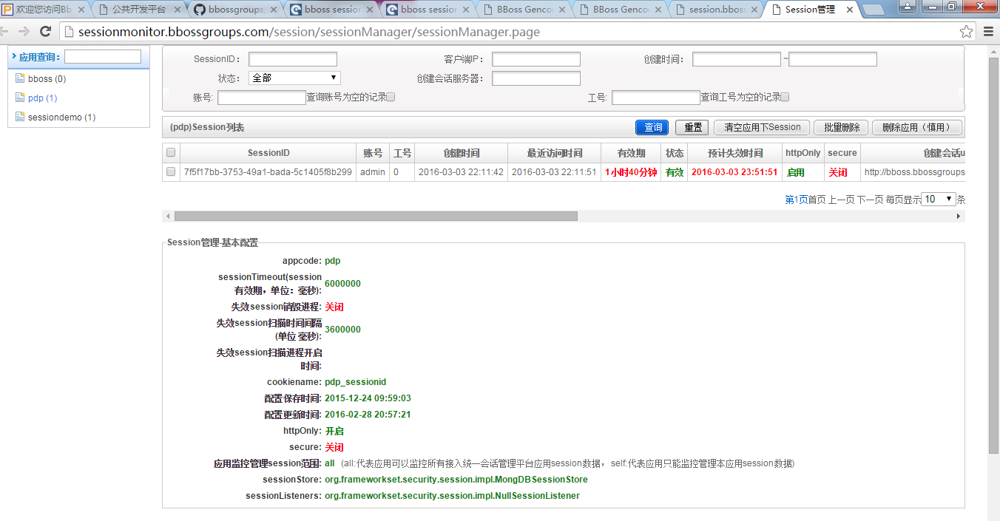 欢迎您访问Bb
公共开发平台
bbossgroups
bboss session
bboss session
BBoss Genco
BBoss Genco
session.bboss
Session管理
sessionmonitor.bbossgroups.com/session/sessionManager/sessionManager.page
应用查询:
bboss (0)
pdp (1)
sessiondemo (1)
SessionID: 客户端IP: 创建时间: ~
状态: 全部 创建会话服务器:
账号: 查询账号为空的记录 工号: 查询工号为空的记录
(pdp)Session列表 查询 重置 清空应用下Session 批量删除 删除应用（慎用）
SessionID 账号 工号 创建时间 最近访问时间 有效期 状态 预计失效时间 httpOnly secure 创建会话u
7f5f17bb-3753-49a1-bada-5c1405f8b299 admin 0 2016-03-03 22:11:42 2016-03-03 22:11:51 1小时40分钟 有效 2016-03-03 23:51:51 启用 关闭 http://bboss.bbossgroups
第1页首页 上一页 下一页 每页显示 10 条
Session管理-基本配置
appcode: pdp
sessionTimeout(session
有效期，单位：毫秒): 6000000
失效session销毁进程: 关闭
失效session扫描时间间隔
(单位 毫秒): 3600000
失效session扫描进程开启
时间:
cookiename: pdp_sessionid
配置保存时间: 2015-12-24 09:59:03
配置更新时间: 2016-02-28 20:57:21
httpOnly: 开启
secure: 关闭
应用监控管理session范围: all (all:代表应用可以监控所有接入统一会话管理平台应用session数据，self:代表应用只能监控管理本应用session数据)
sessionStore: org.frameworkset.security.session.impl.MongDBSessionStore
sessionListeners: org.frameworkset.security.session.impl.NullSessionListener